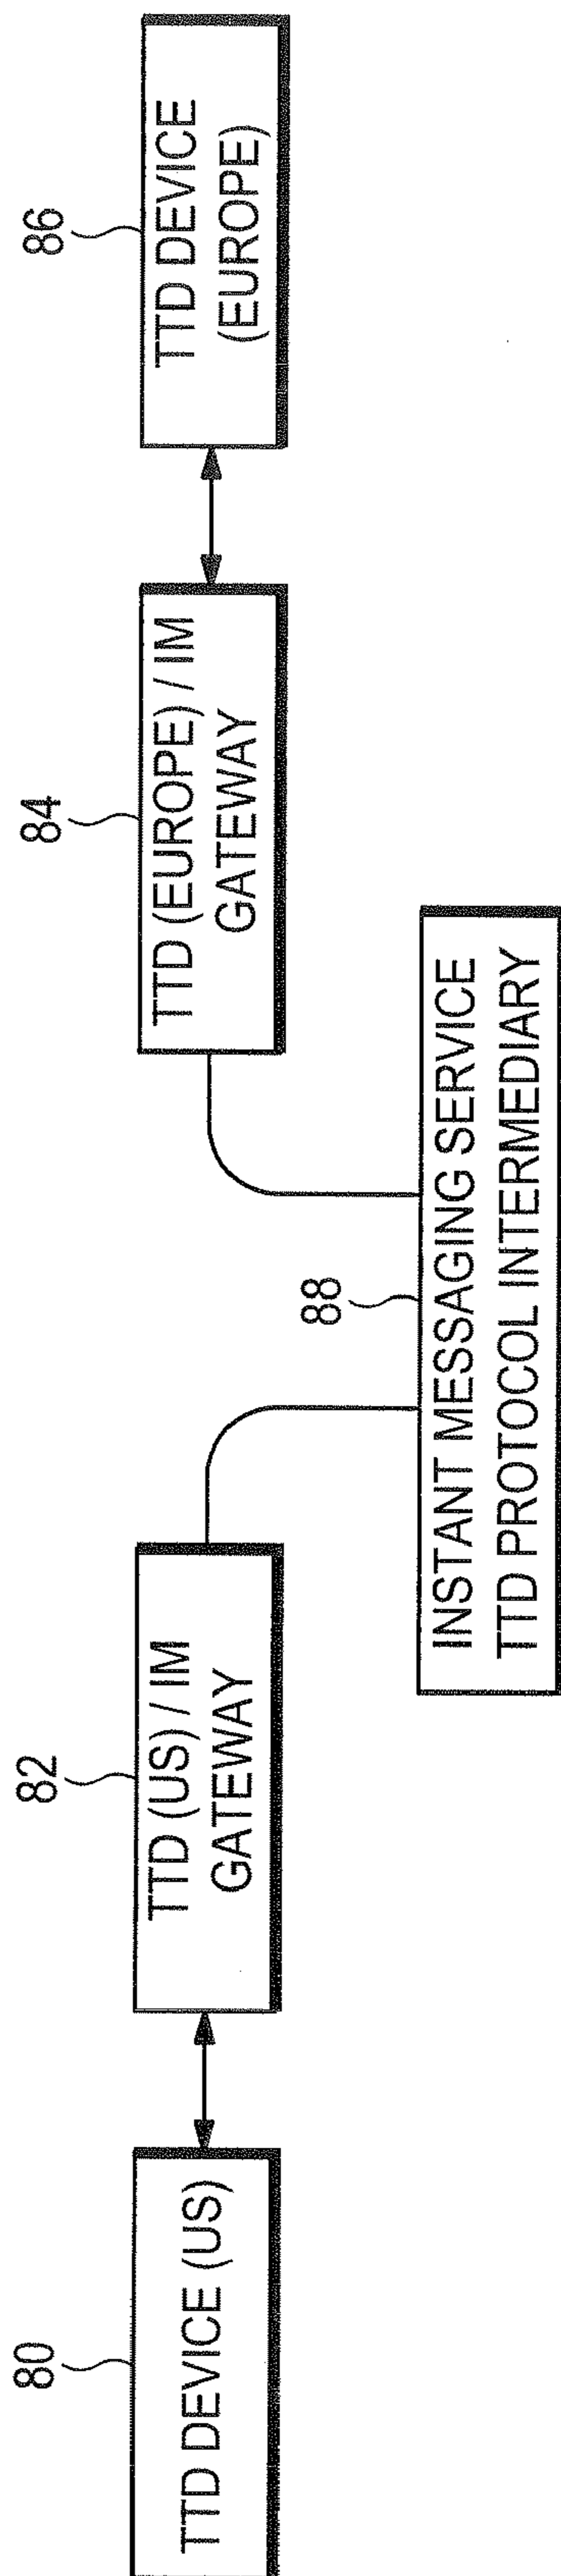 80
TTD DEVICE (US)
82
TTD (US) / IM
GATEWAY
88
INSTANT MESSAGING SERVICE
TTD PROTOCOL INTERMEDIARY
84
TTD (EUROPE) / IM
GATEWAY
86
TTD DEVICE
(EUROPE)